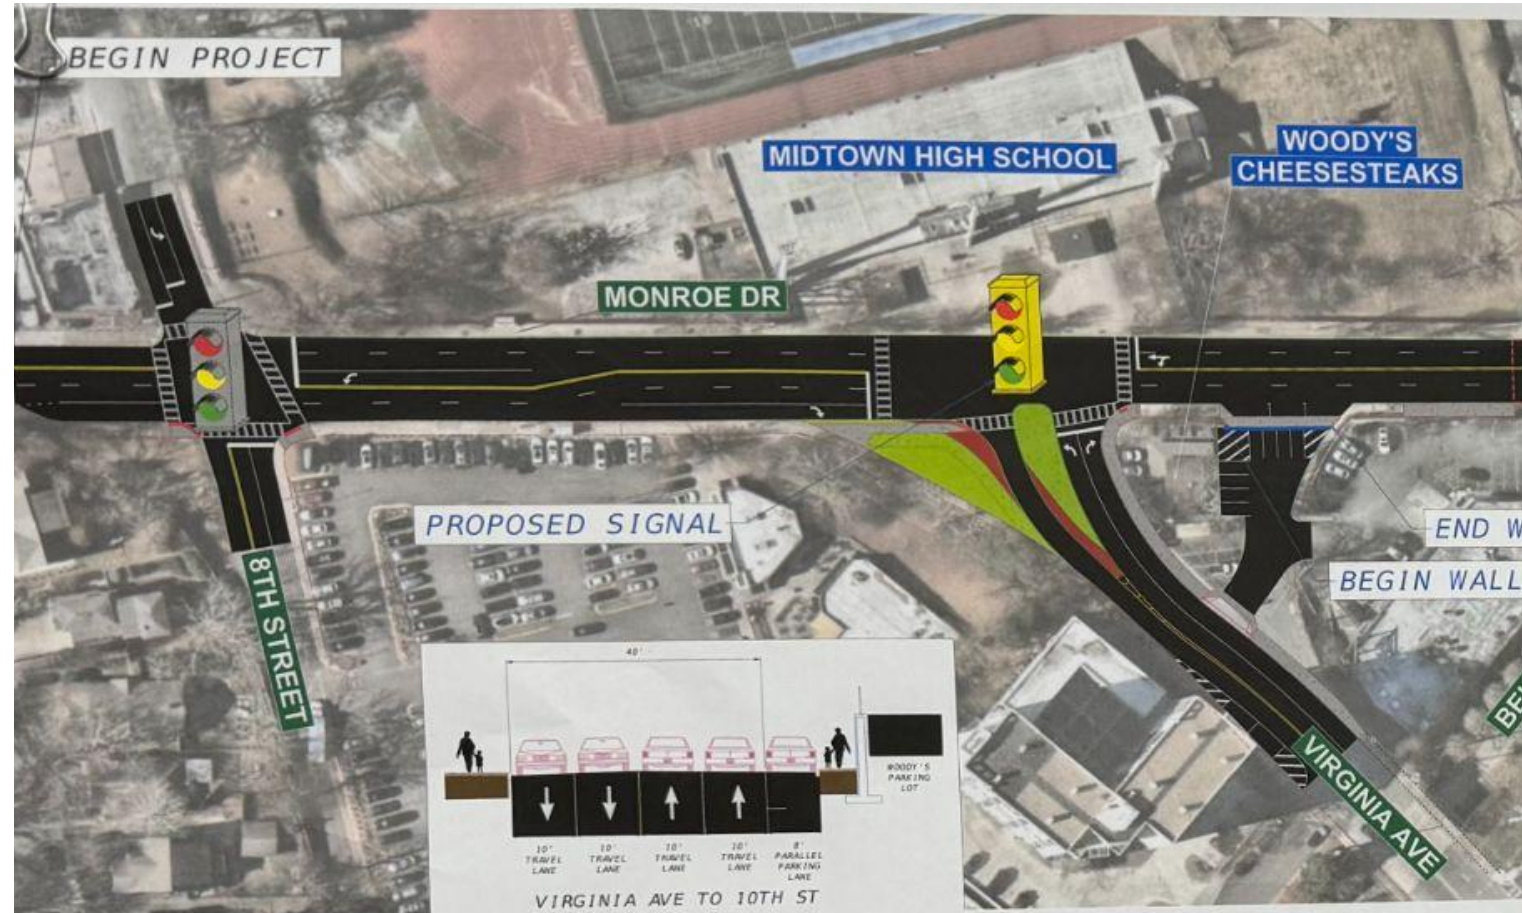 BEGIN PROJECT
MIDTOWN HIGH SCHOOL
WOODY'S
CHEESESTEAKS
MONROE DR
PROPOSED SIGNAL
END W
BEGIN WALL
8TH STREET
BEL
VIRGINIA AVE
40'
WOODY'S
PARKING
LOT
10'
TRAVEL
LANE
10'
TRAVEL
LANE
10'
TRAVEL
LANE
10'
TRAVEL
LANE
8'
PARALLEL
PARKING
LANE
VIRGINIA AVE TO 10TH ST